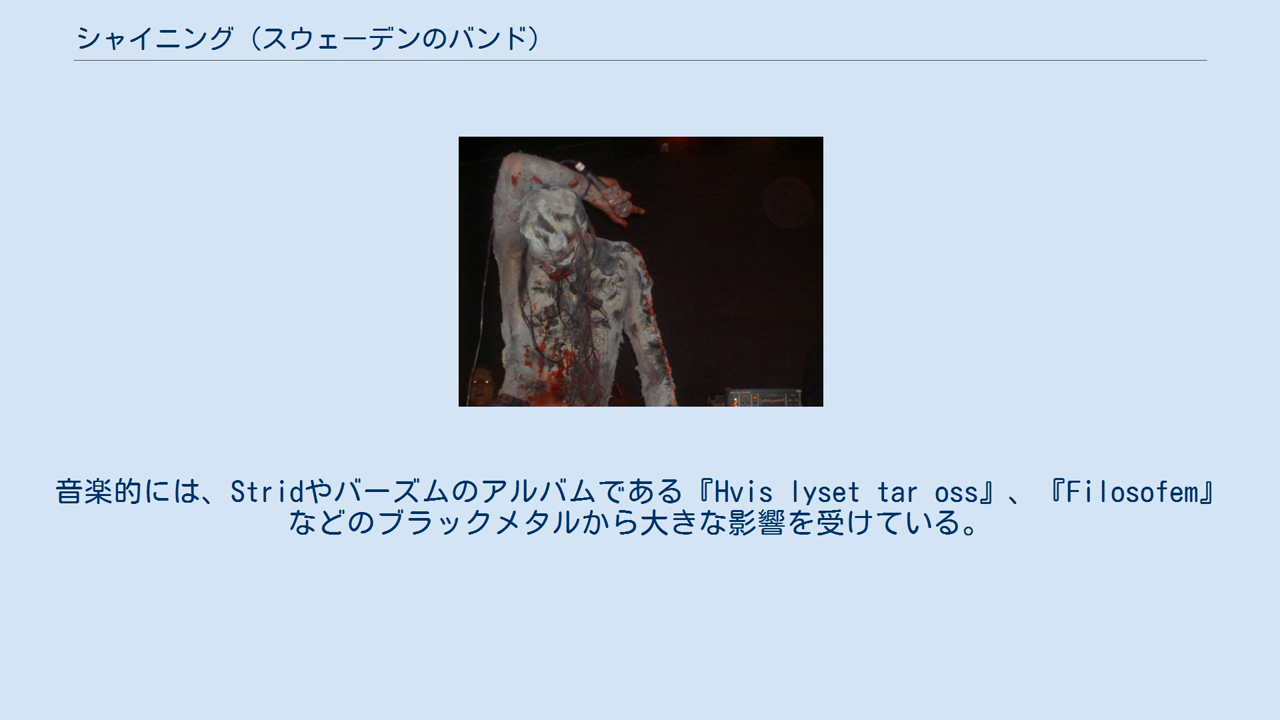 シャイニング（スウェーデンのバンド）
音楽的には、Stridやバーズムのアルバムである『Hvis lyset tar oss』、『Filosofem』
などのブラックメタルから大きな影響を受けている。